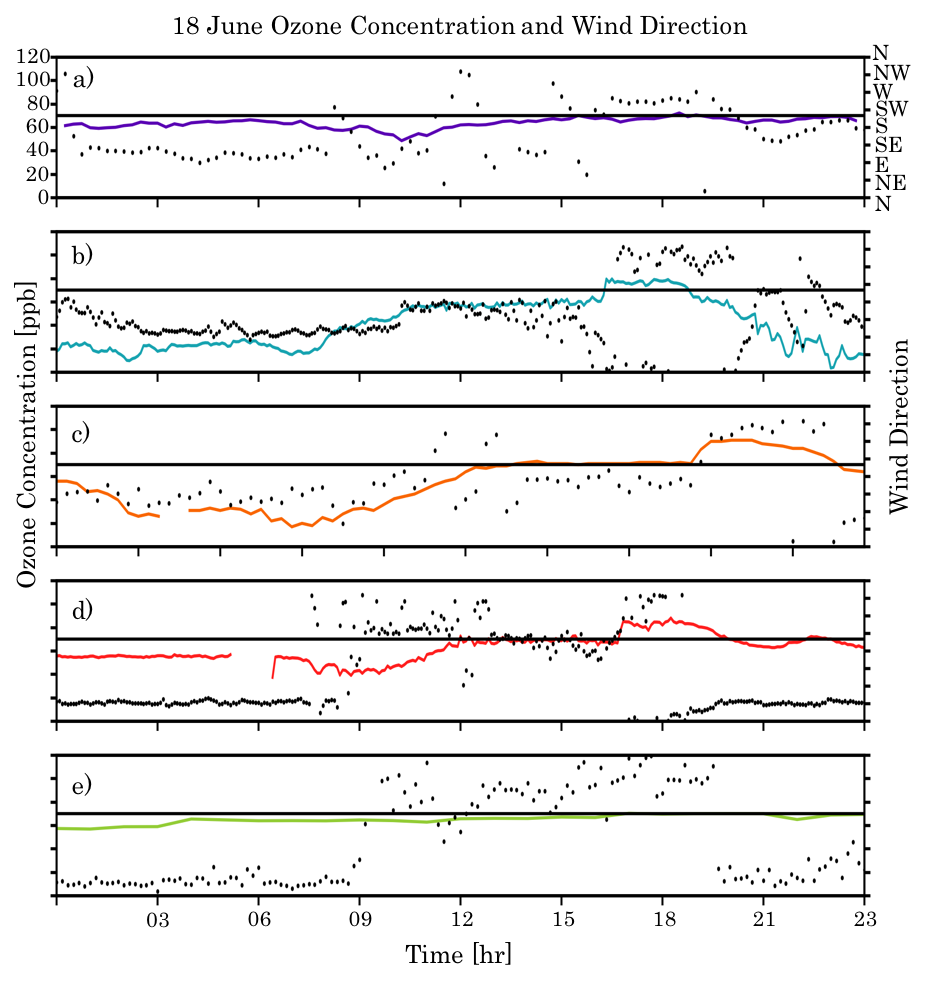 18 June Ozone Concentration and Wind Direction
a)
120
100
80
60
40
20
0
N
NW
W
SW
S
SE
E
NE
N
b)
c)
d)
e)
Ozone Concentration [ppb]
Wind Direction
03 06 09 12 15 18 21 23
Time [hr]